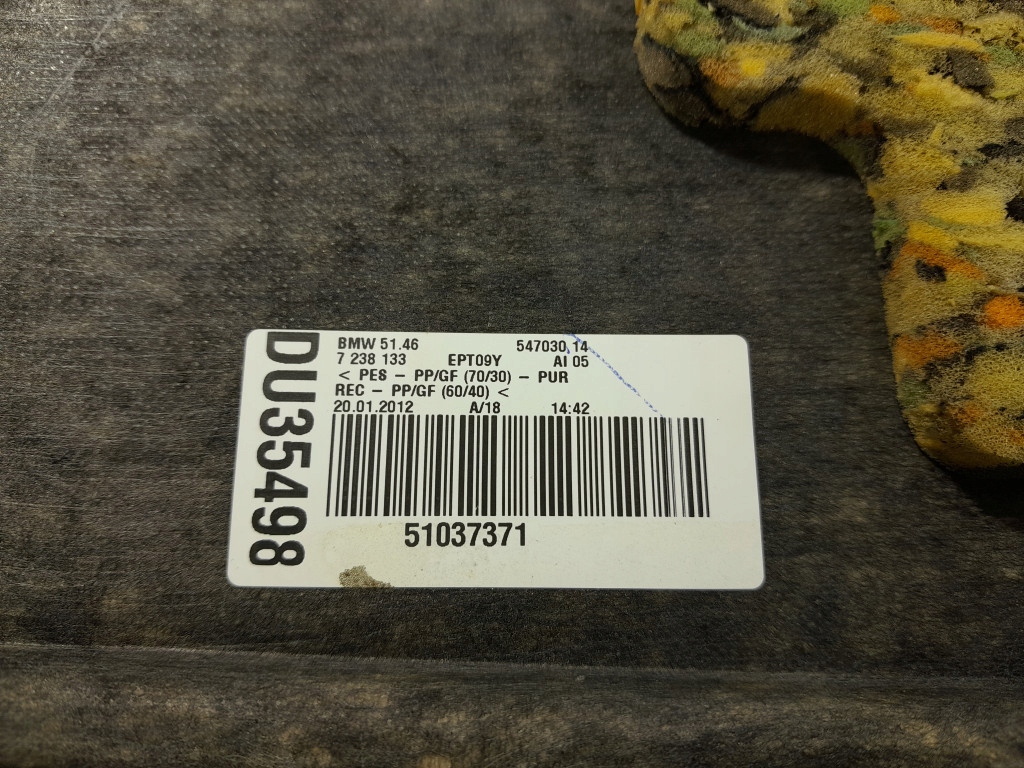 DU35498
BMW 51.46 547030,14
7 238 133 EPT09Y AI 05
< PES – PP/GF (70/30) – PUR
REC – PP/GF (60/40) <
20.01.2012 A/18 14:42
51037371